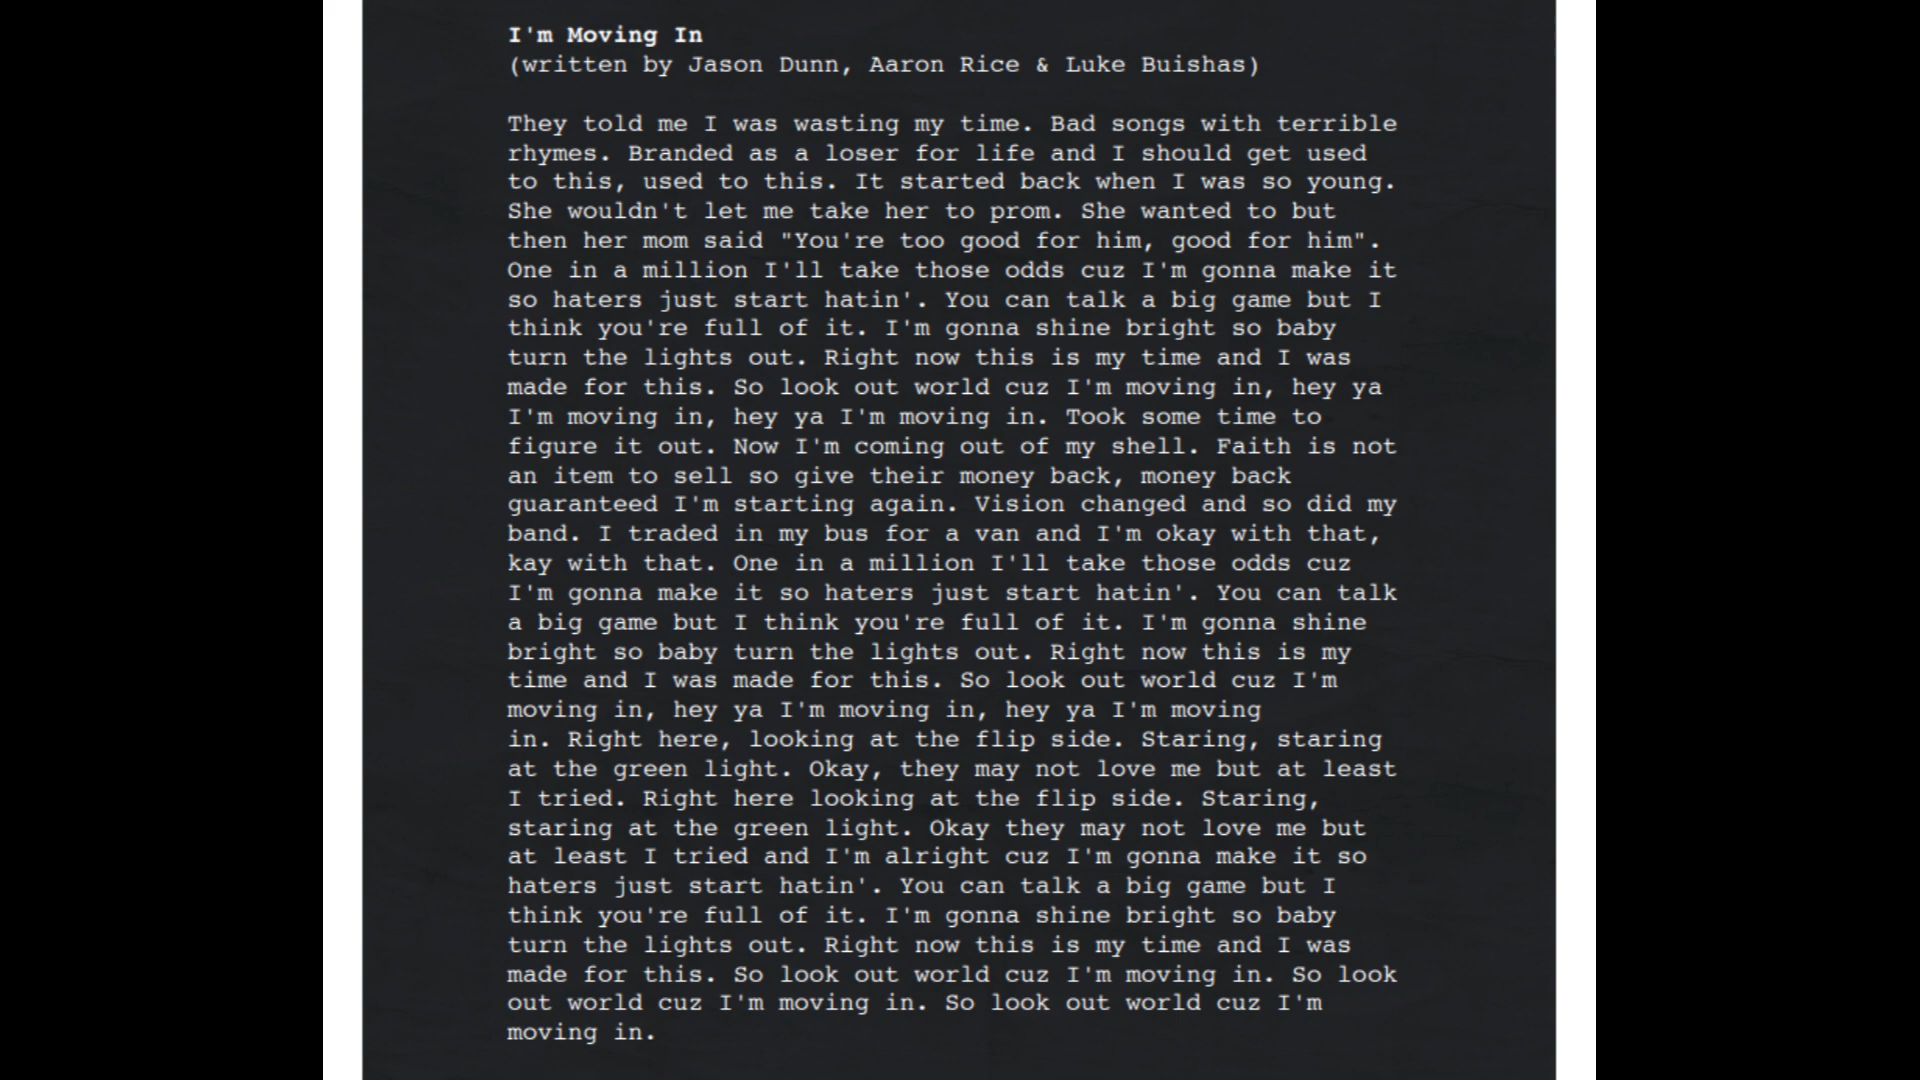 I'm Moving In
(written by Jason Dunn, Aaron Rice & Luke Buishas)
They told me I was wasting my time. Bad songs with terrible
rhymes. Branded as a loser for life and I should get used
to this, used to this. It started back when I was so young.
She wouldn't let me take her to prom. She wanted to but
then her mom said "You're too good for him, good for him".
One in a million I'll take those odds cuz I'm gonna make it
so haters just start hatin'. You can talk a big game but I
think you're full of it. I'm gonna shine bright so baby
turn the lights out. Right now this is my time and I was
made for this. So look out world cuz I'm moving in, hey ya
I'm moving in, hey ya I'm moving in. Took some time to
figure it out. Now I'm coming out of my shell. Faith is not
an item to sell so give their money back, money back
guaranteed I'm starting again. Vision changed and so did my
band. I traded in my bus for a van and I'm okay with that,
kay with that. One in a million I'll take those odds cuz
I'm gonna make it so haters just start hatin'. You can talk
a big game but I think you're full of it. I'm gonna shine
bright so baby turn the lights out. Right now this is my
time and I was made for this. So look out world cuz I'm
moving in, hey ya I'm moving in, hey ya I'm moving
in. Right here, looking at the flip side. Staring, staring
at the green light. Okay, they may not love me but at least
I tried. Right here looking at the flip side. Staring,
staring at the green light. Okay they may not love me but
at least I tried and I'm alright cuz I'm gonna make it so
haters just start hatin'. You can talk a big game but I
think you're full of it. I'm gonna shine bright so baby
turn the lights out. Right now this is my time and I was
made for this. So look out world cuz I'm moving in. So look
out world cuz I'm moving in. So look out world cuz I'm
moving in.